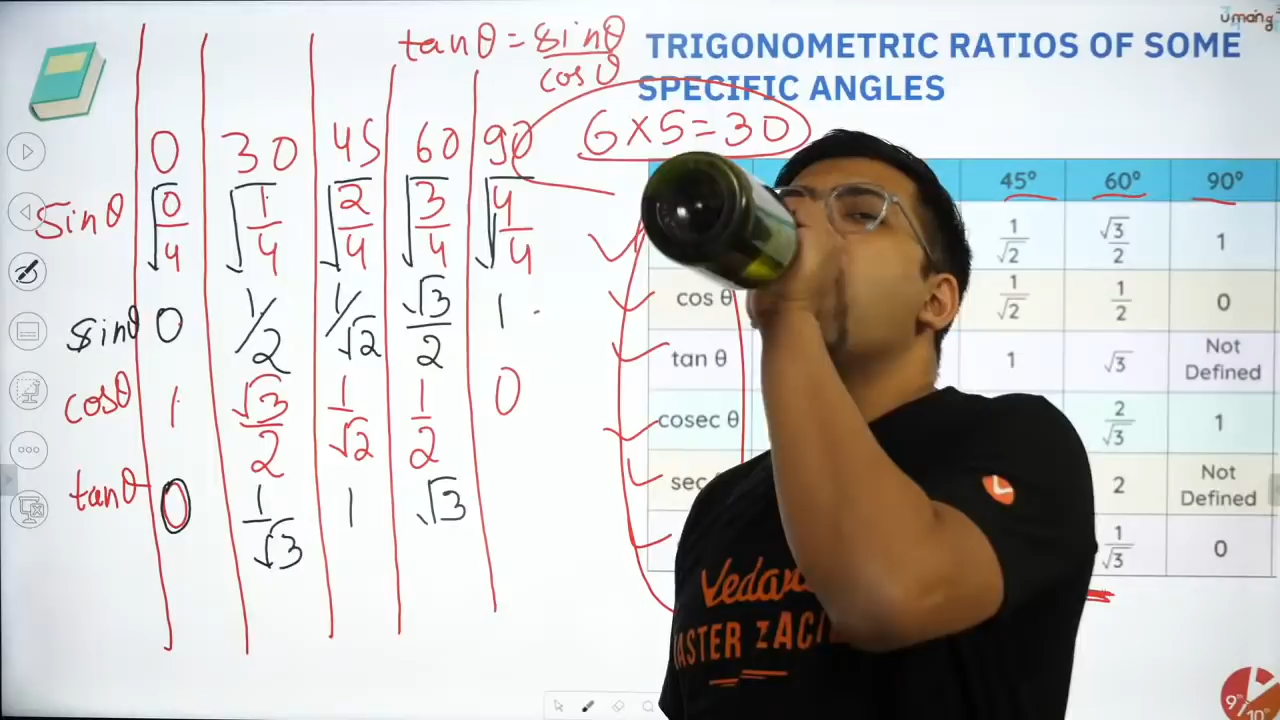 umang
tanθ = sinθ/cosθ
TRIGONOMETRIC RATIOS OF SOME
SPECIFIC ANGLES
6×5=30
0 30 45 60 90
sinθ √0/4 √1/4 √2/4 √3/4 √4/4
sinθ 0 1/2 1/√2 √3/2 1
cosθ 1 √3/2 1/√2 1/2 0
tanθ 0 1/√3 1 √3
45° 60° 90°
1/√2 √3/2 1
cos θ 1/√2 1/2 0
tan θ 1 √3 Not
Defined
cosec θ 2/√3 1
sec 2 Not
Defined
1/√3 0
9th 10th